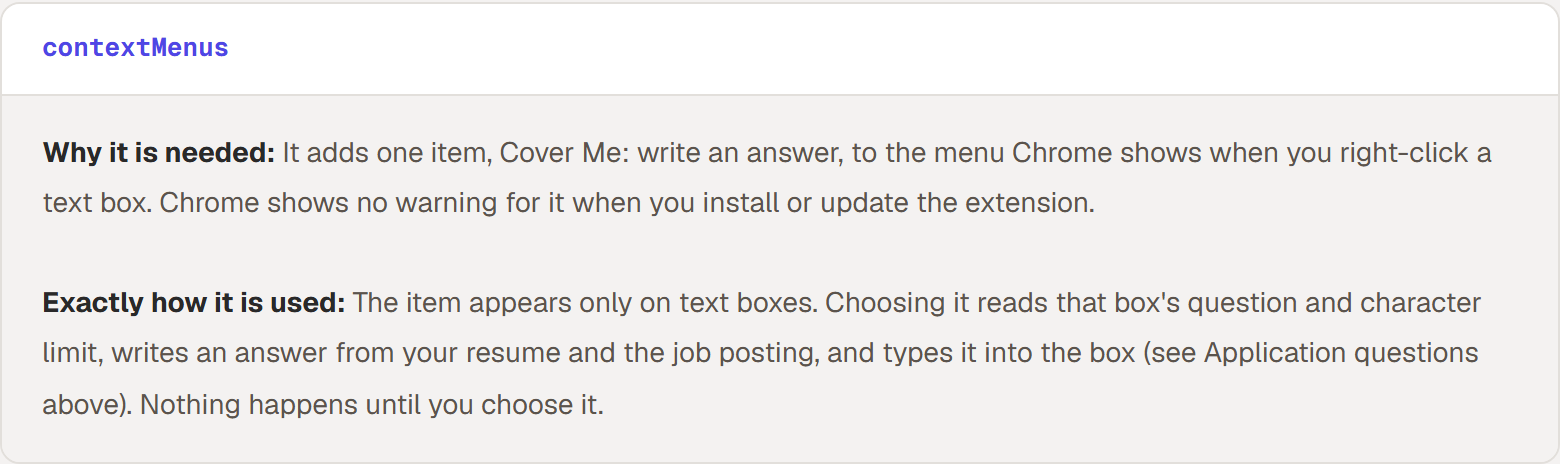 contextMenus
Why it is needed: It adds one item, Cover Me: write an answer, to the menu Chrome shows when you right-click a
text box. Chrome shows no warning for it when you install or update the extension.
Exactly how it is used: The item appears only on text boxes. Choosing it reads that box's question and character
limit, writes an answer from your resume and the job posting, and types it into the box (see Application questions
above). Nothing happens until you choose it.